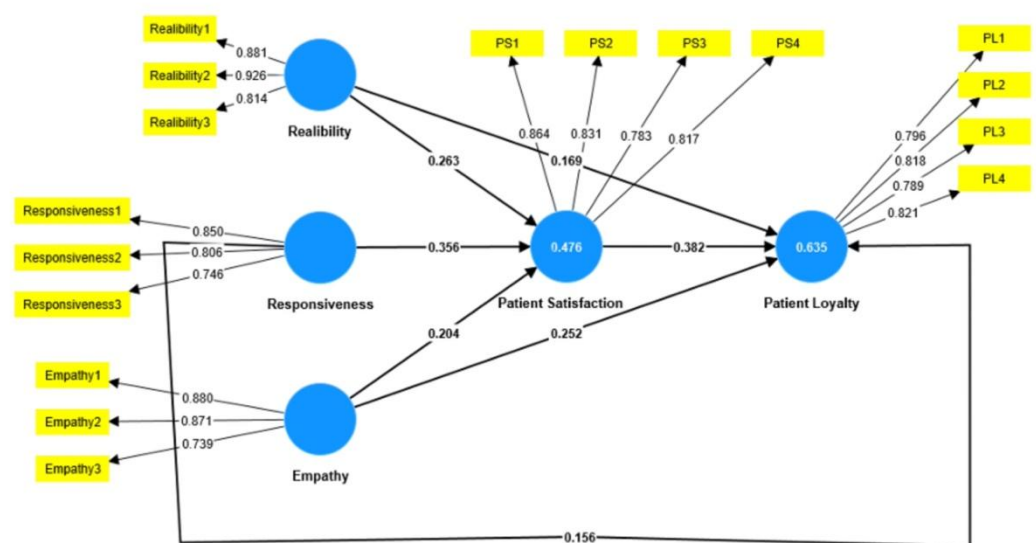 Realibility1
Realibility2
Realibility3
0.881
0.926
0.814
Realibility
PS1
PS2
PS3
PS4
0.864
0.831
0.783
0.817
PL1
PL2
PL3
PL4
0.796
0.818
0.789
0.821
0.263
0.169
Responsiveness1
Responsiveness2
Responsiveness3
0.850
0.806
0.746
Responsiveness
0.356
0.476
Patient Satisfaction
0.382
0.635
Patient Loyalty
0.204
0.252
Empathy1
Empathy2
Empathy3
0.880
0.871
0.739
Empathy
0.156